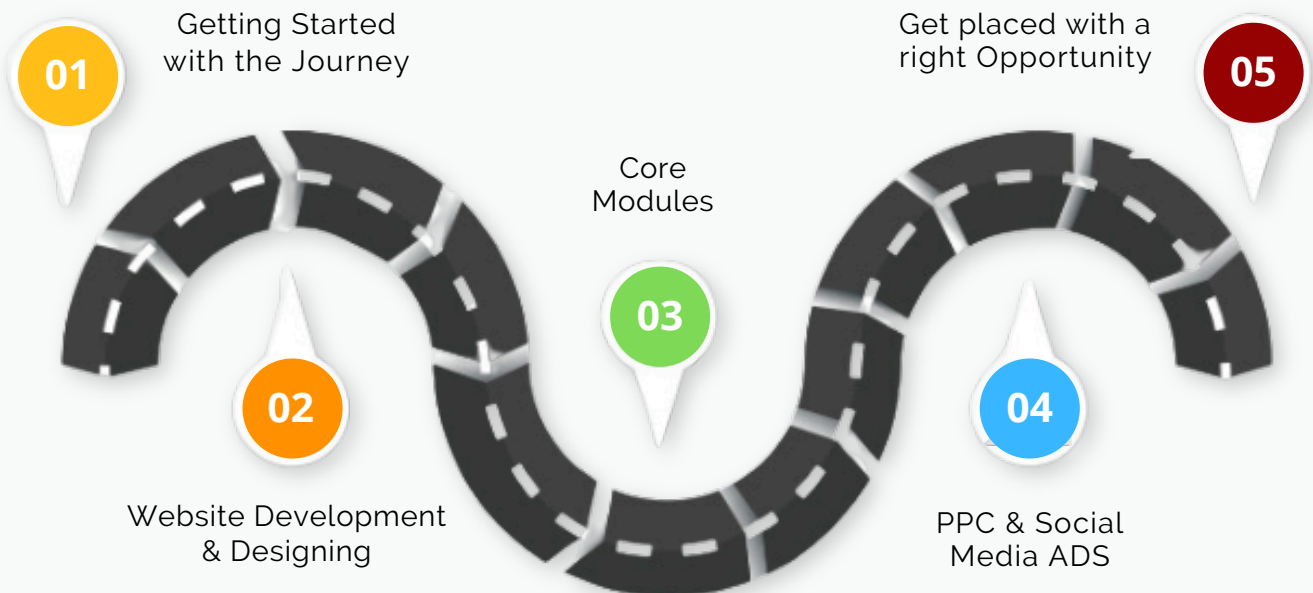 01
Getting Started
with the Journey
02
Website Development
& Designing
Core
Modules
03
04
PPC & Social
Media ADS
Get placed with a
right Opportunity
05